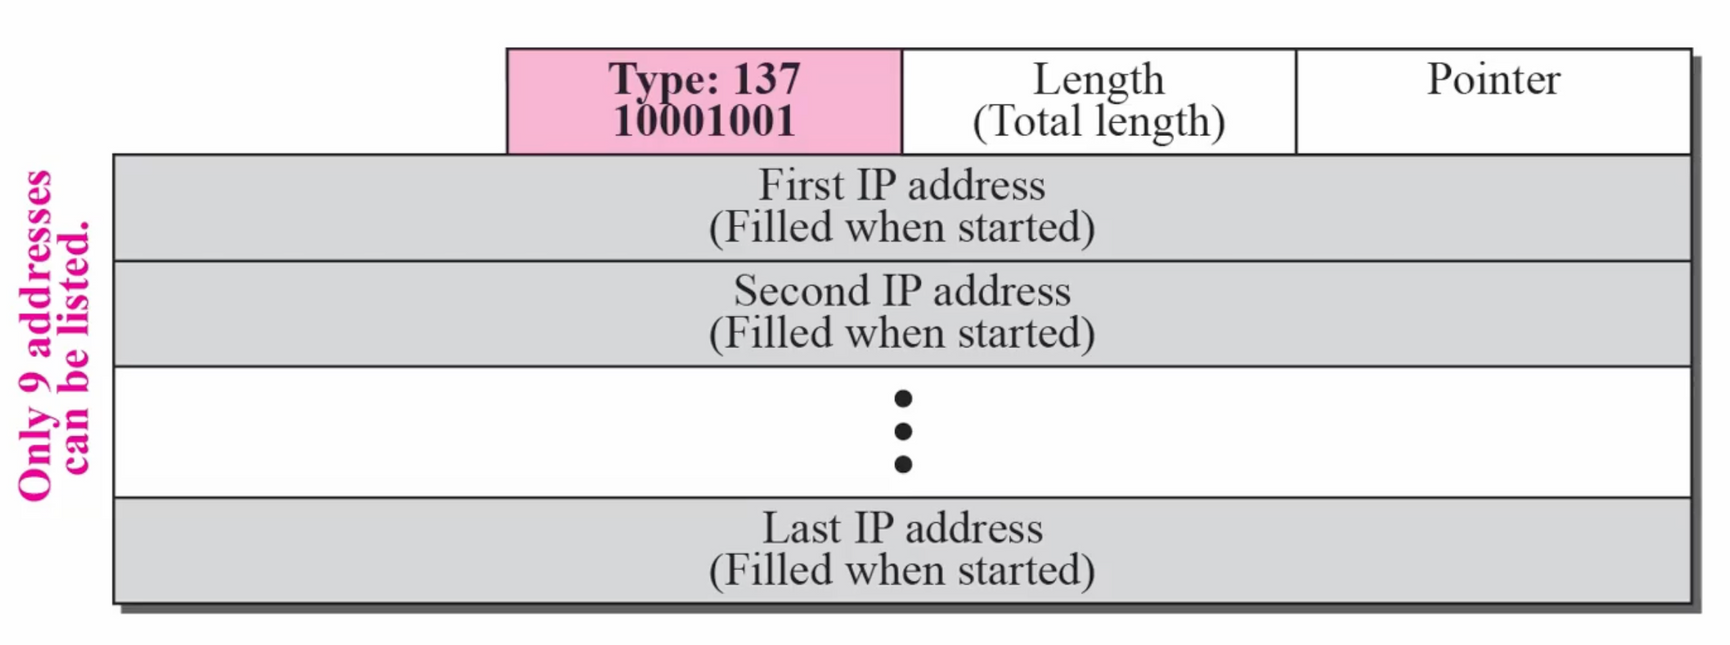 Type: 137
10001001
Length
(Total length)
Pointer
Only 9 addresses
can be listed.
First IP address
(Filled when started)
Second IP address
(Filled when started)
Last IP address
(Filled when started)